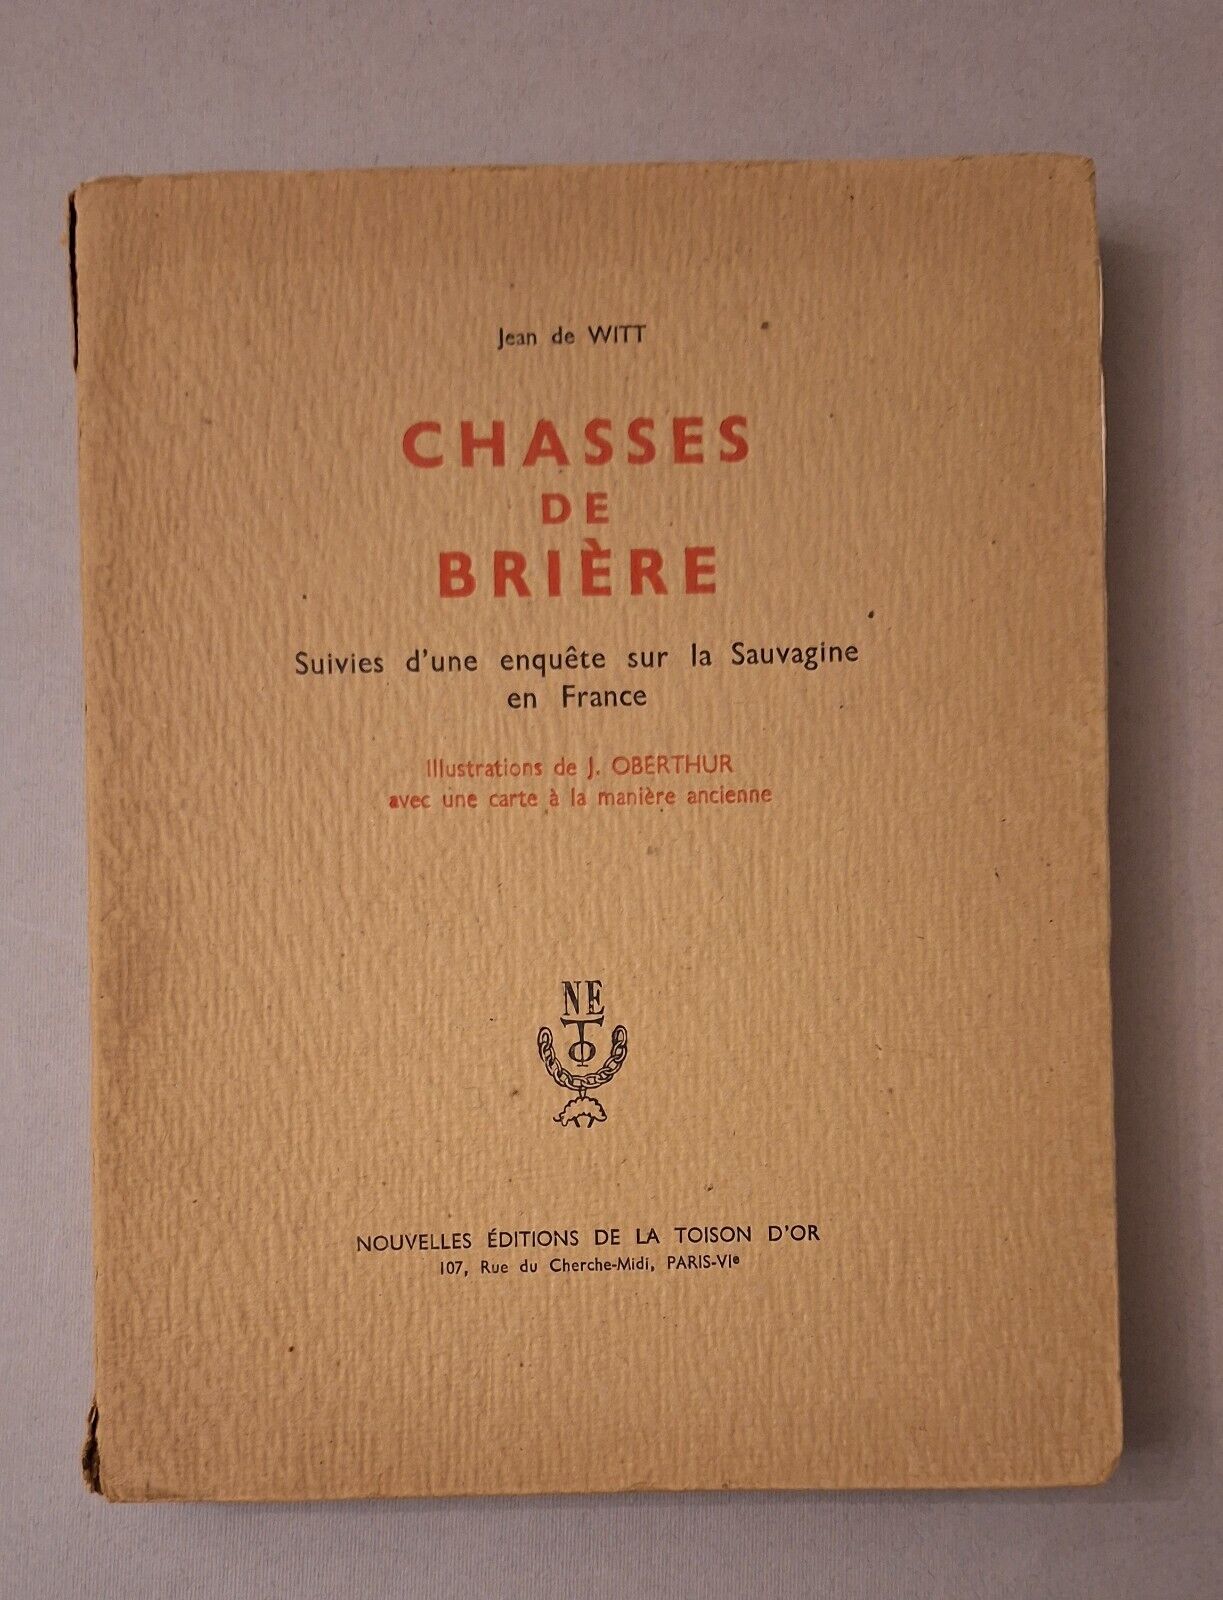 Jean de WITT
CHASSES
DE
BRIÈRE
Suivies d'une enquête sur la Sauvagine
en France
Illustrations de J. OBERTHUR
avec une carte à la manière ancienne
NE
TO
NOUVELLES ÉDITIONS DE LA TOISON D'OR
107, Rue du Cherche-Midi, PARIS-VIe